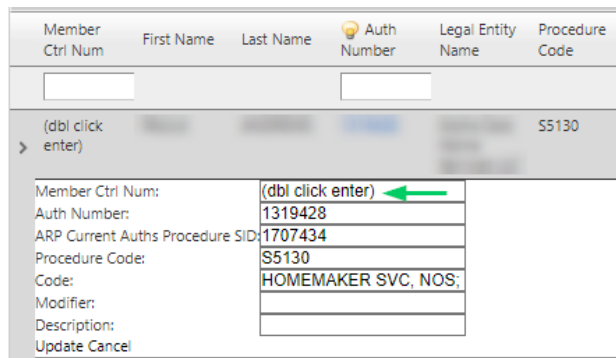 Member Ctrl Num First Name Last Name Auth Number Legal Entity Name Procedure Code
(dbl click enter) S5130
Member Ctrl Num: (dbl click enter)
Auth Number: 1319428
ARP Current Auths Procedure SID: 1707434
Procedure Code: S5130
Code: HOMEMAKER SVC, NOS;
Modifier:
Description:
Update Cancel